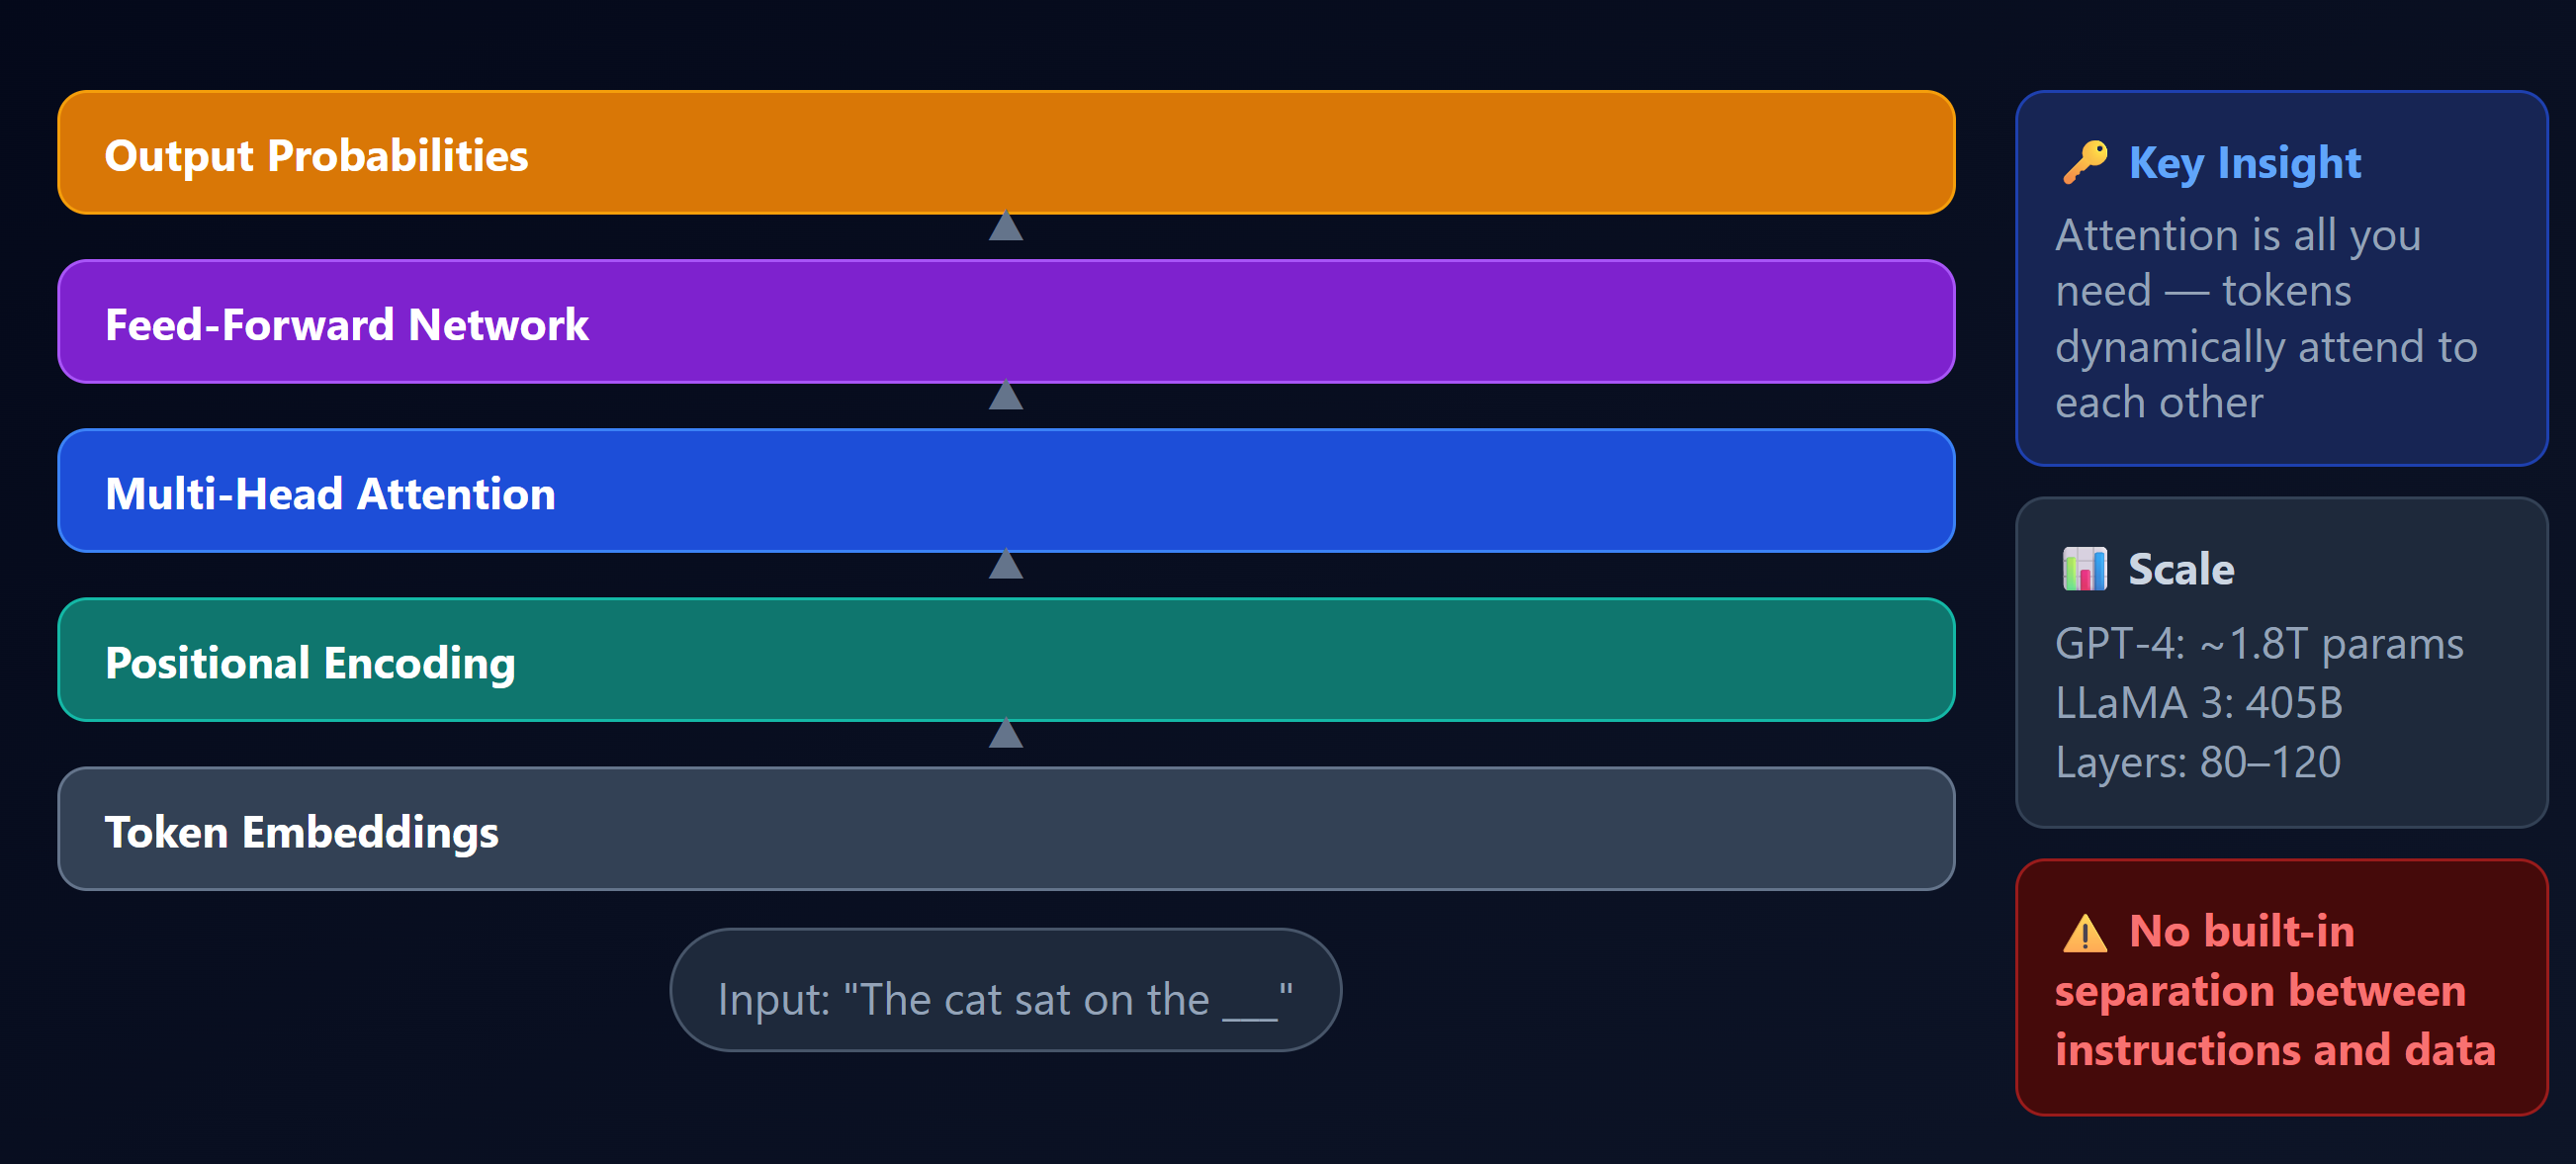 Output Probabilities
Feed-Forward Network
Multi-Head Attention
Positional Encoding
Token Embeddings
Input: "The cat sat on the ___"
🔑 Key Insight
Attention is all you
need — tokens
dynamically attend to
each other
📊 Scale
GPT-4: ~1.8T params
LLaMA 3: 405B
Layers: 80–120
⚠️ No built-in
separation between
instructions and data